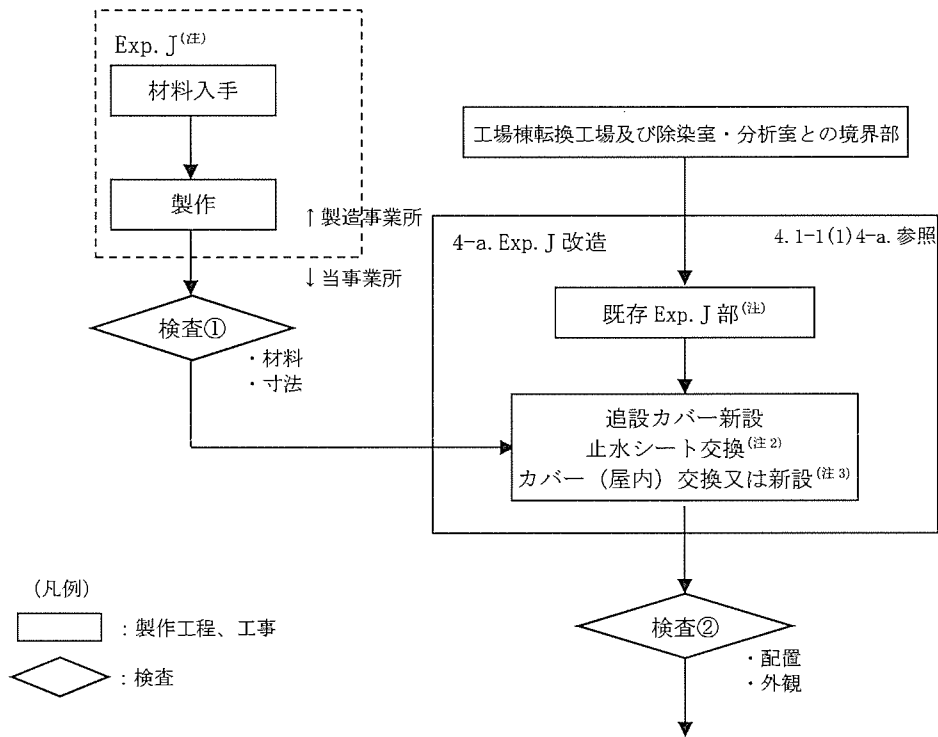 Exp. J(注)
材料入手
製作
↑製造事業所
↓当事業所
検査①
・材料
・寸法
工場棟転換工場及び除染室・分析室との境界部
4-a. Exp. J 改造
4.1-1(1)4-a. 参照
既存 Exp. J 部(注)
追設カバー新設
止水シート交換(注2)
カバー（屋内）交換又は新設(注3)
検査②
・配置
・外観
(凡例)
：製作工程、工事
：検査